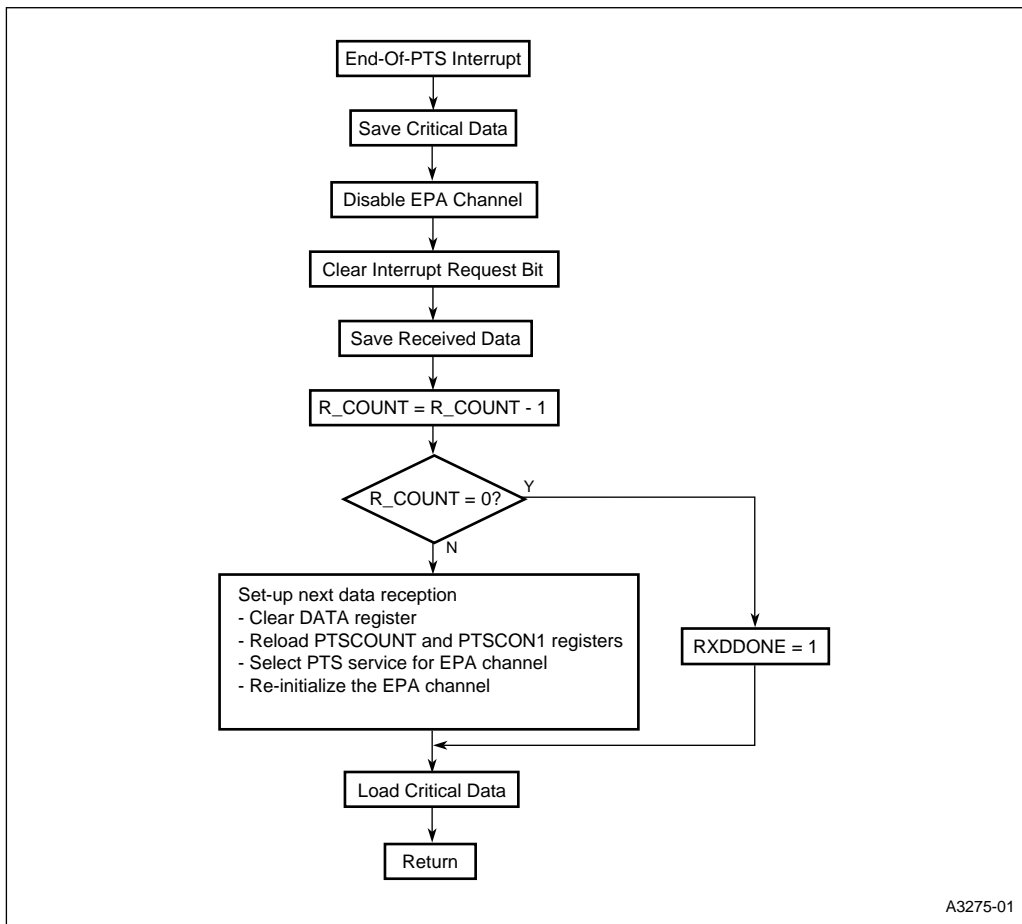 End-Of-PTS Interrupt
Save Critical Data
Disable EPA Channel
Clear Interrupt Request Bit
Save Received Data
R_COUNT = R_COUNT - 1
R_COUNT = 0?
Y
N
Set-up next data reception
- Clear DATA register
- Reload PTSCOUNT and PTSCON1 registers
- Select PTS service for EPA channel
- Re-initialize the EPA channel
RXDDONE = 1
Load Critical Data
Return
A3275-01